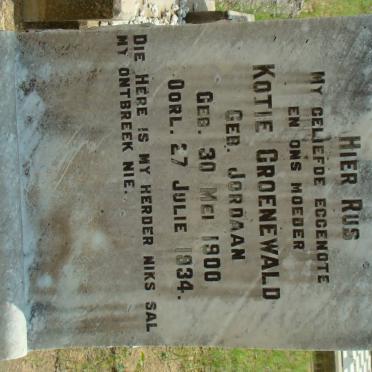 HIER RUS
MY GELIEFDE EGGENOTE
EN ONS MOEDER
KOTIE GROENEWALD
GEB. JORDAAN
GEB. 30 MEI 1900
OORL. 27 JULIE 1934.
DIE HERE IS MY HERDER NIKS SAL
MY ONTBREEK NIE.